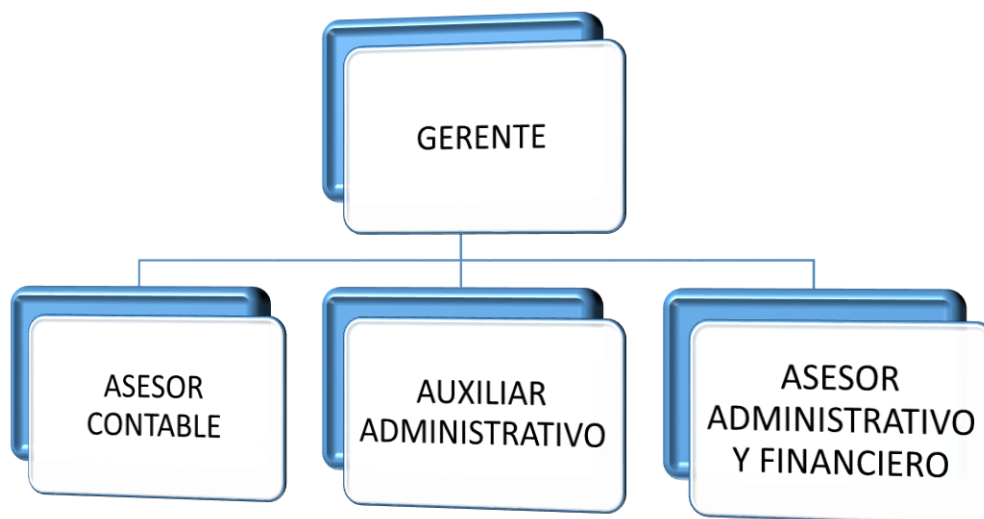 GERENTE
ASESOR
CONTABLE
AUXILIAR
ADMINISTRATIVO
ASESOR
ADMINISTRATIVO
Y FINANCIERO